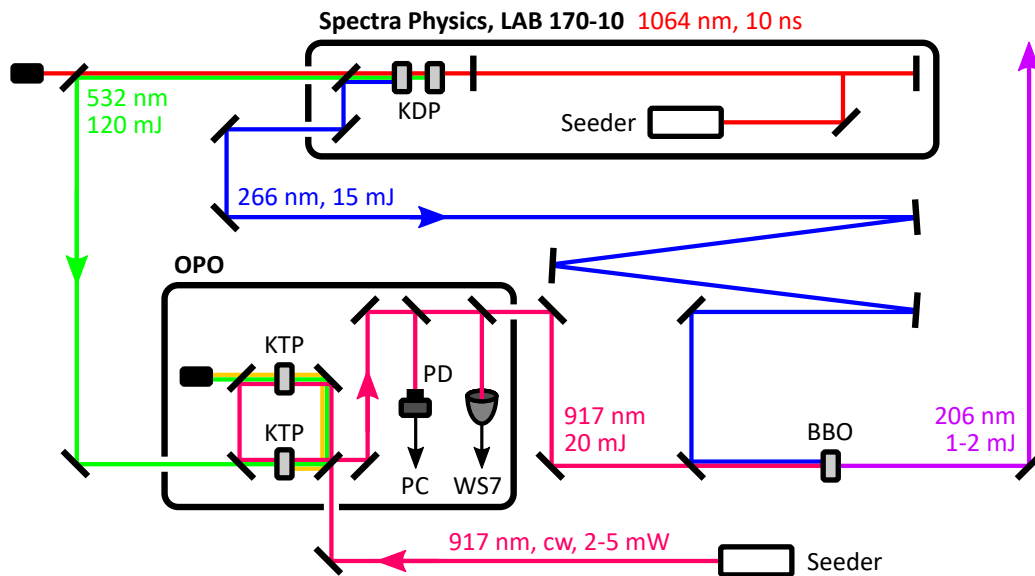 Spectra Physics, LAB 170-10 1064 nm, 10 ns
KDP
Seeder
532 nm
120 mJ
266 nm, 15 mJ
OPO
KTP
PD
KTP
PC
WS7
917 nm
20 mJ
BBO
206 nm
1-2 mJ
917 nm, cw, 2-5 mW
Seeder